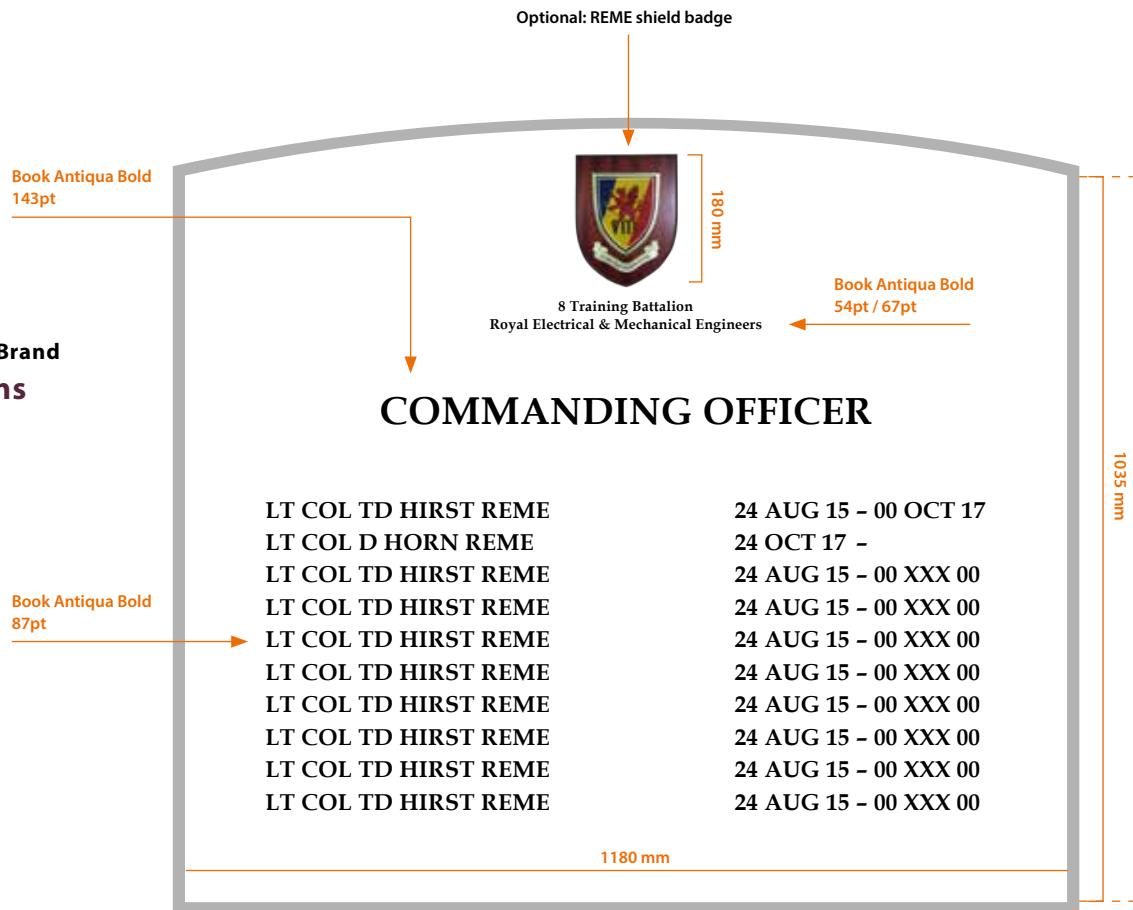 Optional: REME shield badge
Book Antiqua Bold
143pt
180 mm
VIII
8 Training Battalion
Royal Electrical & Mechanical Engineers
Book Antiqua Bold
54pt / 67pt
Brand
ns
COMMANDING OFFICER
1035 mm
LT COL TD HIRST REME 24 AUG 15 – 00 OCT 17
LT COL D HORN REME 24 OCT 17 –
LT COL TD HIRST REME 24 AUG 15 – 00 XXX 00
LT COL TD HIRST REME 24 AUG 15 – 00 XXX 00
Book Antiqua Bold
87pt
LT COL TD HIRST REME 24 AUG 15 – 00 XXX 00
LT COL TD HIRST REME 24 AUG 15 – 00 XXX 00
LT COL TD HIRST REME 24 AUG 15 – 00 XXX 00
LT COL TD HIRST REME 24 AUG 15 – 00 XXX 00
LT COL TD HIRST REME 24 AUG 15 – 00 XXX 00
LT COL TD HIRST REME 24 AUG 15 – 00 XXX 00
1180 mm